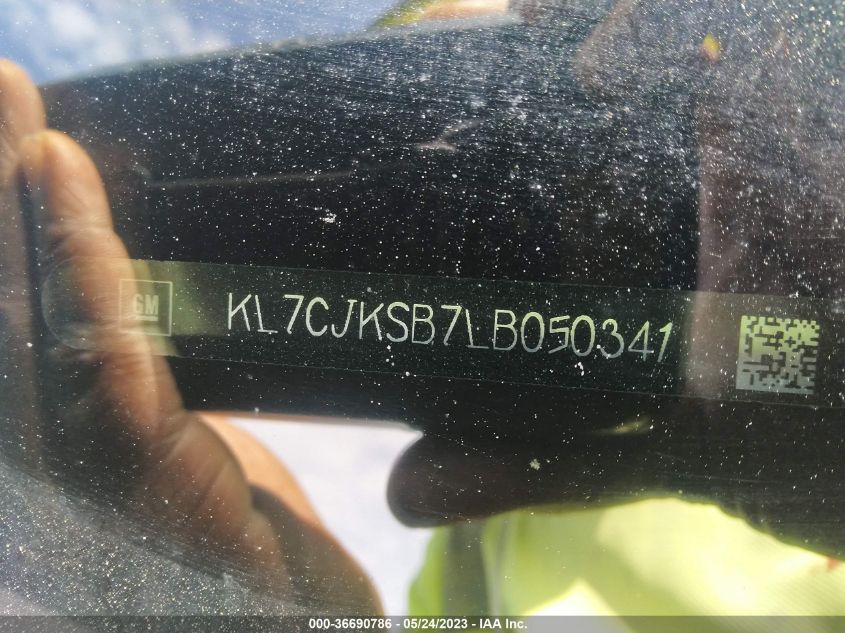 GM KL7CJKSB7LB050341
000-36690786 - 05/24/2023 - IAA Inc.